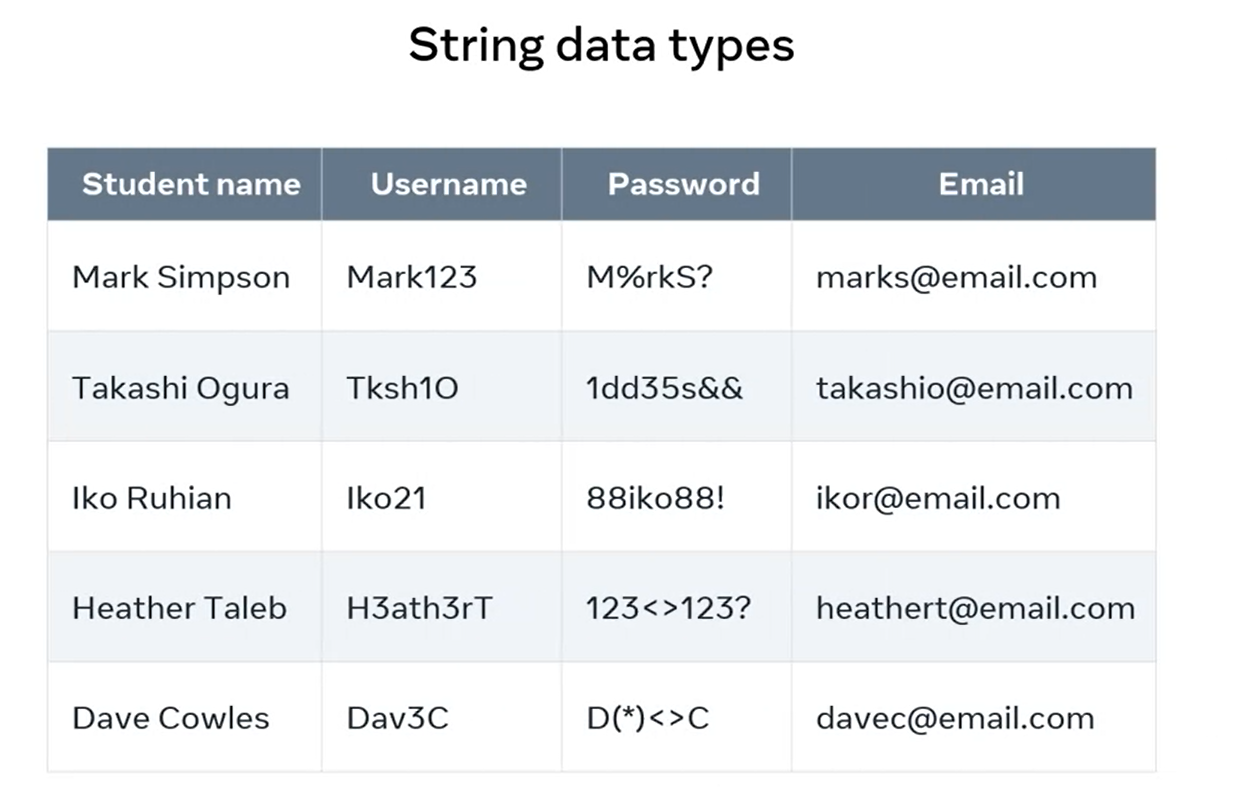 String data types
Student name Username Password Email
Mark Simpson Mark123 M%rkS? marks@email.com
Takashi Ogura Tksh1O 1dd35s&& takashio@email.com
Iko Ruhian Iko21 88iko88! ikor@email.com
Heather Taleb H3ath3rT 123<>123? heathert@email.com
Dave Cowles Dav3C D(*)<>C davec@email.com